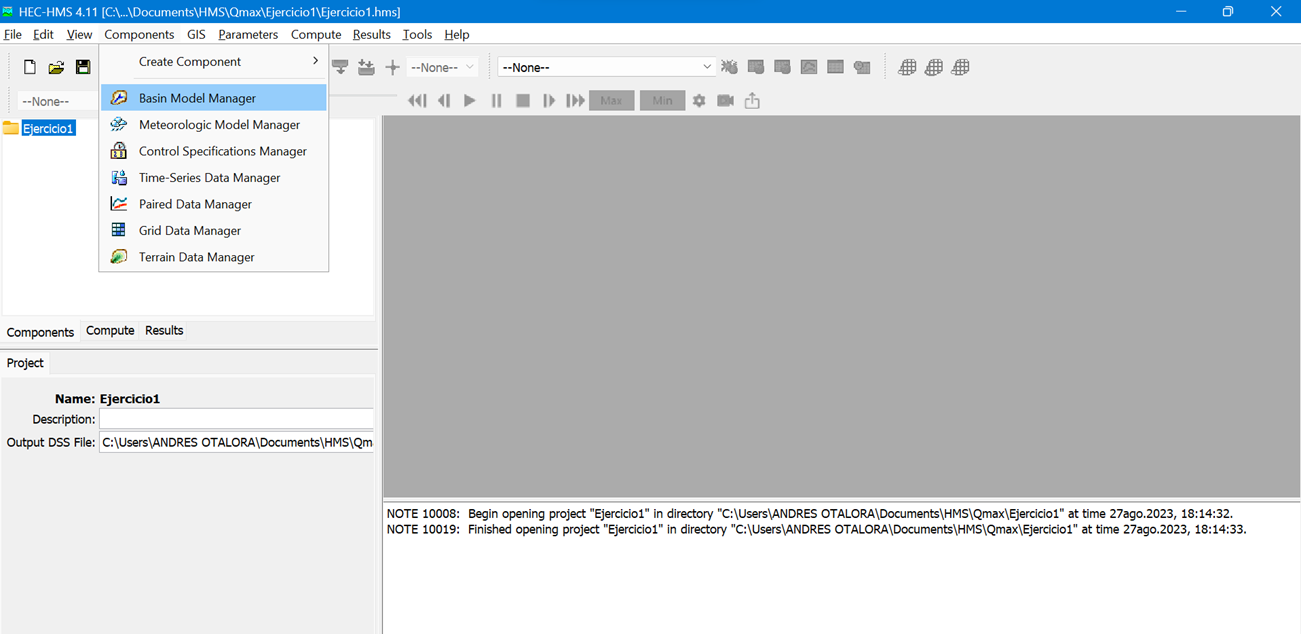 HEC-HMS 4.11 [C:\...\Documents\HMS\Qmax\Ejercicio1\Ejercicio1.hms]
File Edit View Components GIS Parameters Compute Results Tools Help
Create Component
--None-- --None--
--None--
Basin Model Manager
Max Min
Ejercicio1
Meteorologic Model Manager
Control Specifications Manager
Time-Series Data Manager
Paired Data Manager
Grid Data Manager
Terrain Data Manager
Components Compute Results
Project
Name: Ejercicio1
Description:
Output DSS File: C:\Users\ANDRES OTALORA\Documents\HMS\Qm
NOTE 10008: Begin opening project "Ejercicio1" in directory "C:\Users\ANDRES OTALORA\Documents\HMS\Qmax\Ejercicio1" at time 27ago.2023, 18:14:32.
NOTE 10019: Finished opening project "Ejercicio1" in directory "C:\Users\ANDRES OTALORA\Documents\HMS\Qmax\Ejercicio1" at time 27ago.2023, 18:14:33.